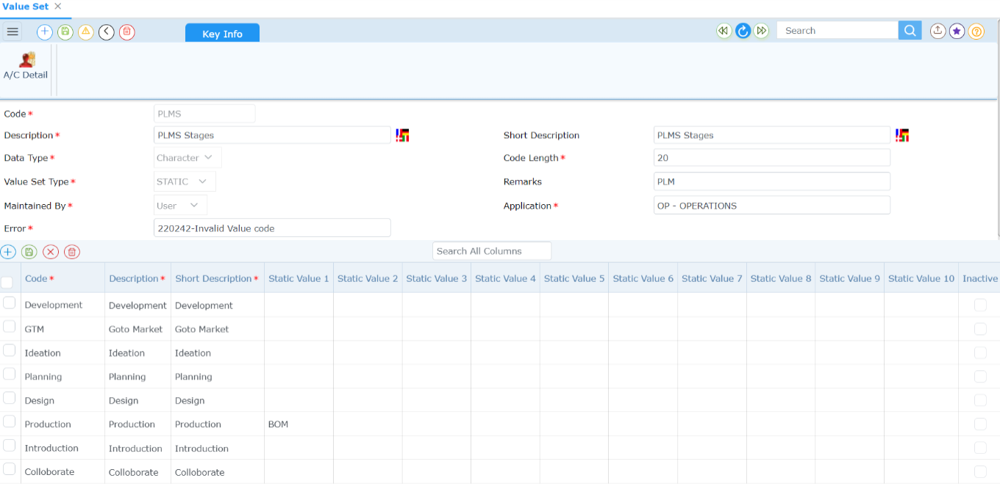 Value Set
Key Info
Search
A/C Detail
Code *
PLMS
Description *
PLMS Stages
Short Description
PLMS Stages
Data Type *
Character
Code Length *
20
Value Set Type *
STATIC
Remarks
PLM
Maintained By *
User
Application *
OP - OPERATIONS
Error *
220242-Invalid Value code
Search All Columns
Code * Description * Short Description * Static Value 1 Static Value 2 Static Value 3 Static Value 4 Static Value 5 Static Value 6 Static Value 7 Static Value 8 Static Value 9 Static Value 10 Inactive
Development Development Development
GTM Goto Market Goto Market
Ideation Ideation Ideation
Planning Planning Planning
Design Design Design
Production Production Production BOM
Introduction Introduction Introduction
Colloborate Colloborate Colloborate